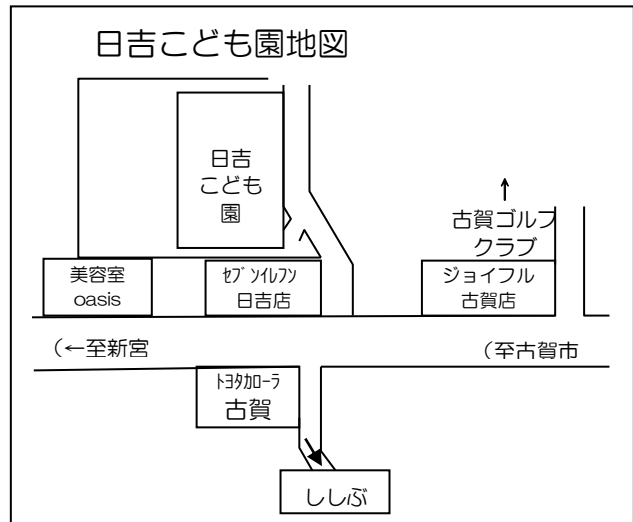 日吉こども園地図
日吉
こども
園
↑
古賀ゴルフ
クラブ
美容室
oasis
ｾﾌﾞﾝｲﾚﾌﾞﾝ
日吉店
ジョイフル
古賀店
(←至新宮
(至古賀市
ﾄﾖﾀｶﾛｰﾗ
古賀
ししぶ